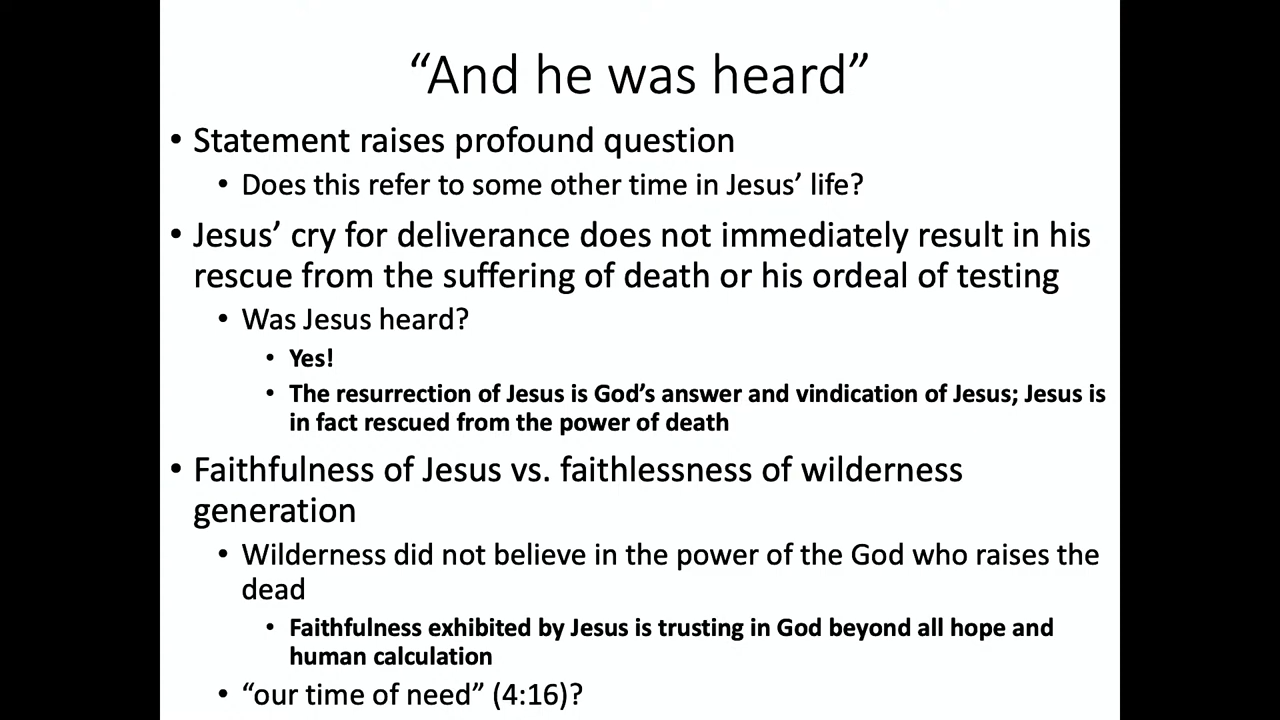 “And he was heard”
• Statement raises profound question
• Does this refer to some other time in Jesus’ life?
• Jesus’ cry for deliverance does not immediately result in his
rescue from the suffering of death or his ordeal of testing
• Was Jesus heard?
• Yes!
• The resurrection of Jesus is God’s answer and vindication of Jesus; Jesus is
in fact rescued from the power of death
• Faithfulness of Jesus vs. faithlessness of wilderness
generation
• Wilderness did not believe in the power of the God who raises the
dead
• Faithfulness exhibited by Jesus is trusting in God beyond all hope and
human calculation
• “our time of need” (4:16)?